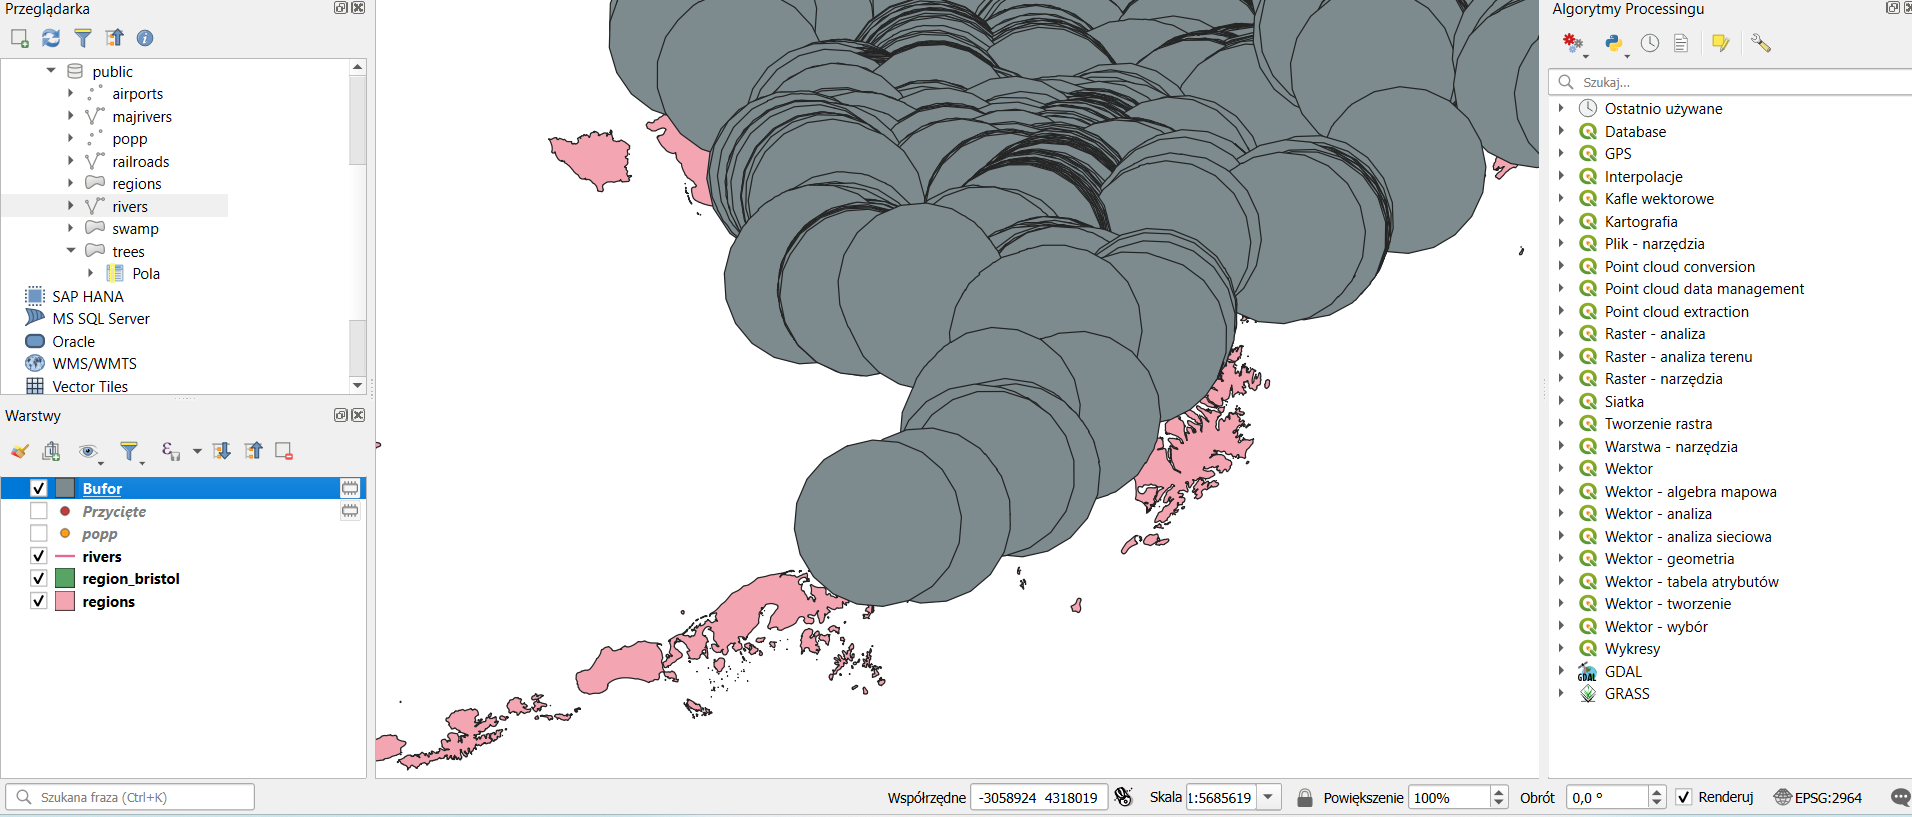 Przeglądarka
public
airports
majrivers
popp
railroads
regions
rivers
swamp
trees
Pola
SAP HANA
MS SQL Server
Oracle
WMS/WMTS
Vector Tiles
Warstwy
Bufor
Przycięte
popp
rivers
region_bristol
regions
Algorytmy Processingu
Szukaj...
Ostatnio używane
Database
GPS
Interpolacje
Kafle wektorowe
Kartografia
Plik - narzędzia
Point cloud conversion
Point cloud data management
Point cloud extraction
Raster - analiza
Raster - analiza terenu
Raster - narzędzia
Siatka
Tworzenie rastra
Warstwa - narzędzia
Wektor
Wektor - algebra mapowa
Wektor - analiza
Wektor - analiza sieciowa
Wektor - geometria
Wektor - tabela atrybutów
Wektor - tworzenie
Wektor - wybór
Wykresy
GDAL
GRASS
Szukana fraza (Ctrl+K)
Współrzędne -3058924 4318019 Skala 1:5685619 Powiększenie 100% Obrót 0,0 ° Renderuj EPSG:2964